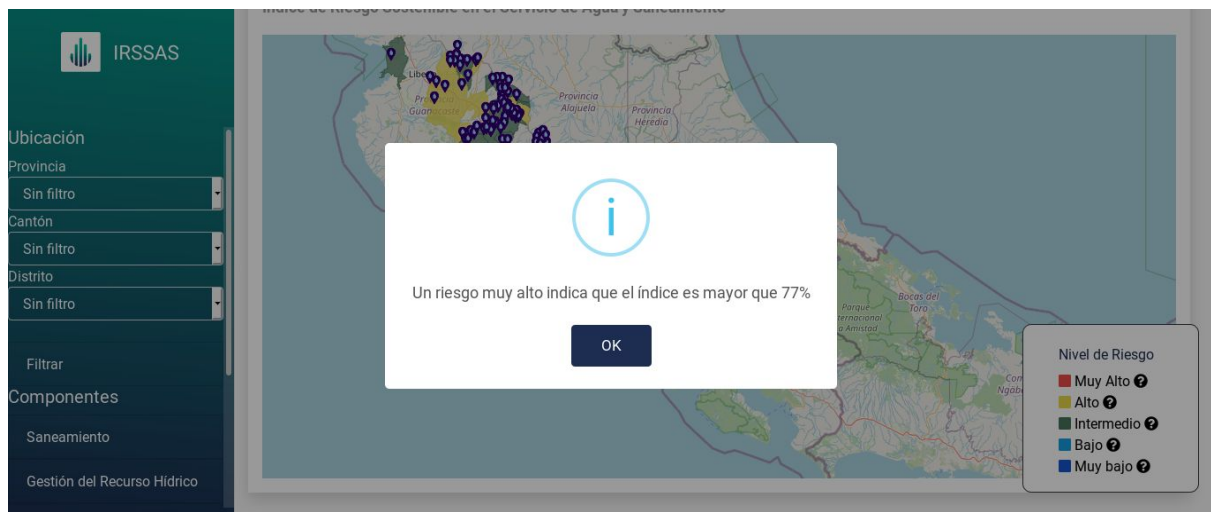 Índice de Riesgo Sostenible en el Servicio de Agua y Saneamiento
IRSSAS
Ubicación
Provincia
Sin filtro
Cantón
Sin filtro
Distrito
Sin filtro
Filtrar
Componentes
Saneamiento
Gestión del Recurso Hídrico
Provincia
Alajuela
Provincia
Heredia
i
Un riesgo muy alto indica que el índice es mayor que 77%
OK
Bocas del
Toro
Parque
Internacional
a Amistad
Nivel de Riesgo
Muy Alto ?
Alto ?
Intermedio ?
Bajo ?
Muy bajo ?